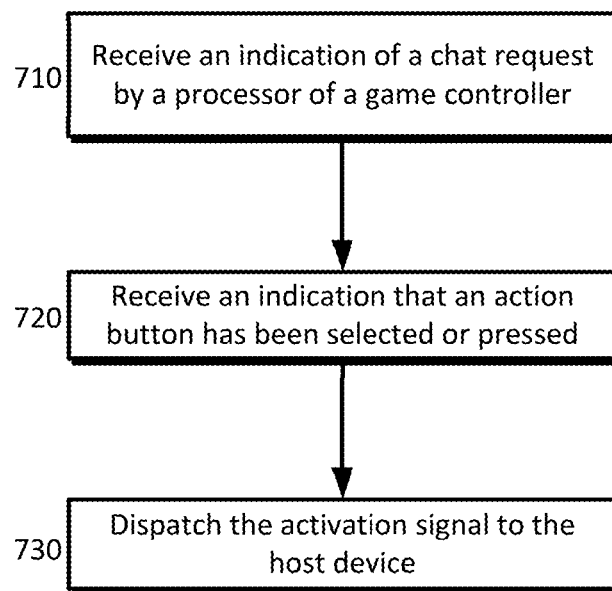 710
Receive an indication of a chat request
by a processor of a game controller
720
Receive an indication that an action
button has been selected or pressed
730
Dispatch the activation signal to the
host device